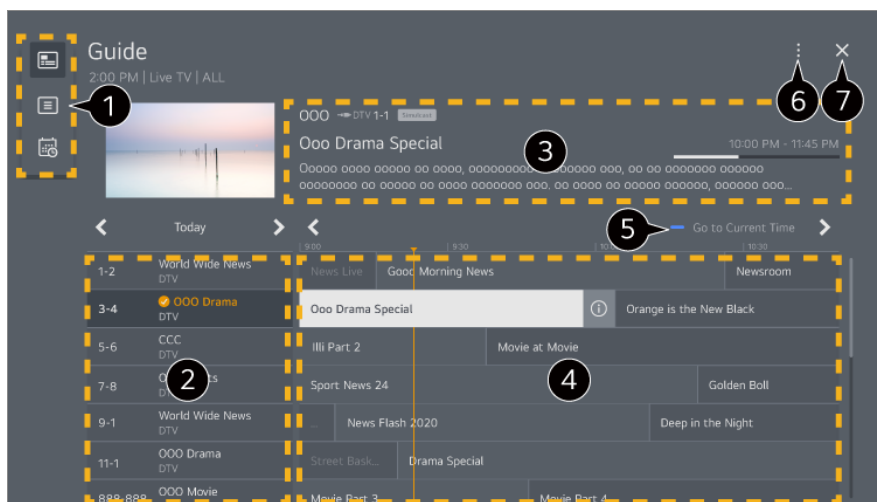 Guide
2:00 PM | Live TV | ALL
1
6
7
OOO DTV 1-1 Simulcast
Ooo Drama Special
3
10:00 PM - 11:45 PM
Today
5
Go to Current Time
9:00
9:30
10:30
1-2
World Wide News
DTV
News Live
Good Morning News
Newsroom
3-4
OOO Drama
DTV
Ooo Drama Special
Orange is the New Black
5-6
CCC
DTV
Illi Part 2
Movie at Movie
7-8
2
Sport News 24
4
Golden Boll
9-1
World Wide News
DTV
...
News Flash 2020
Deep in the Night
11-1
OOO Drama
DTV
Street Bask...
Drama Special
888-888
OOO Movie
Movie Part 3
Movie Part 4